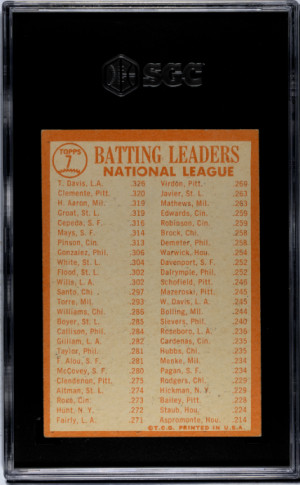 SGC
TOPPS
7
BATTING LEADERS
NATIONAL LEAGUE
T. Davis, L.A. .326 Virdon, Pitt. .269
Clemente, Pitt. .320 Javier, St. L. .263
H. Aaron, Mil. .319 Mathews, Mil. .263
Groat, St. L. .319 Edwards, Cin. .259
Cepeda, S. F. .316 Robinson, Cin. .259
Mays, S. F. .314 Brock, Chi. .258
Pinson, Cin. .313 Demeter, Phil. .258
Gonzalez, Phil. .306 Warwick, Hou. .254
White, St. L. .304 Davenport, S. F. .252
Flood, St. L. .302 Dalrymple, Phil. .252
Wills, L. A. .302 Schofield, Pitt. .246
Santo, Chi. .297 Mazeroski, Pitt. .245
Torre, Mil. .293 W. Davis, L. A. .245
Williams, Chi. .286 Bolling, Mil. .244
Boyer, St. L. .285 Sievers, Phil. .240
Callison, Phil. .284 Roseboro, L. A. .236
Gilliam, L. A. .282 Cardenas, Cin. .235
Taylor, Phil. .281 Hubbs, Chi. .235
F. Alou, S. F. .281 Menke, Mil. .234
McCovey, S. F. .280 Pagan, S. F. .234
Clendenon, Pitt. .275 Rodgers, Chi. .229
Altman, St. L. .274 Hickman, N. Y. .229
Rose, Cin. .273 Bailey, Pitt. .228
Hunt, N. Y. .272 Staub, Hou. .224
Fairly, L. A. .271 Aspromonte, Hou. .214
©T.C.G. PRINTED IN U.S.A.